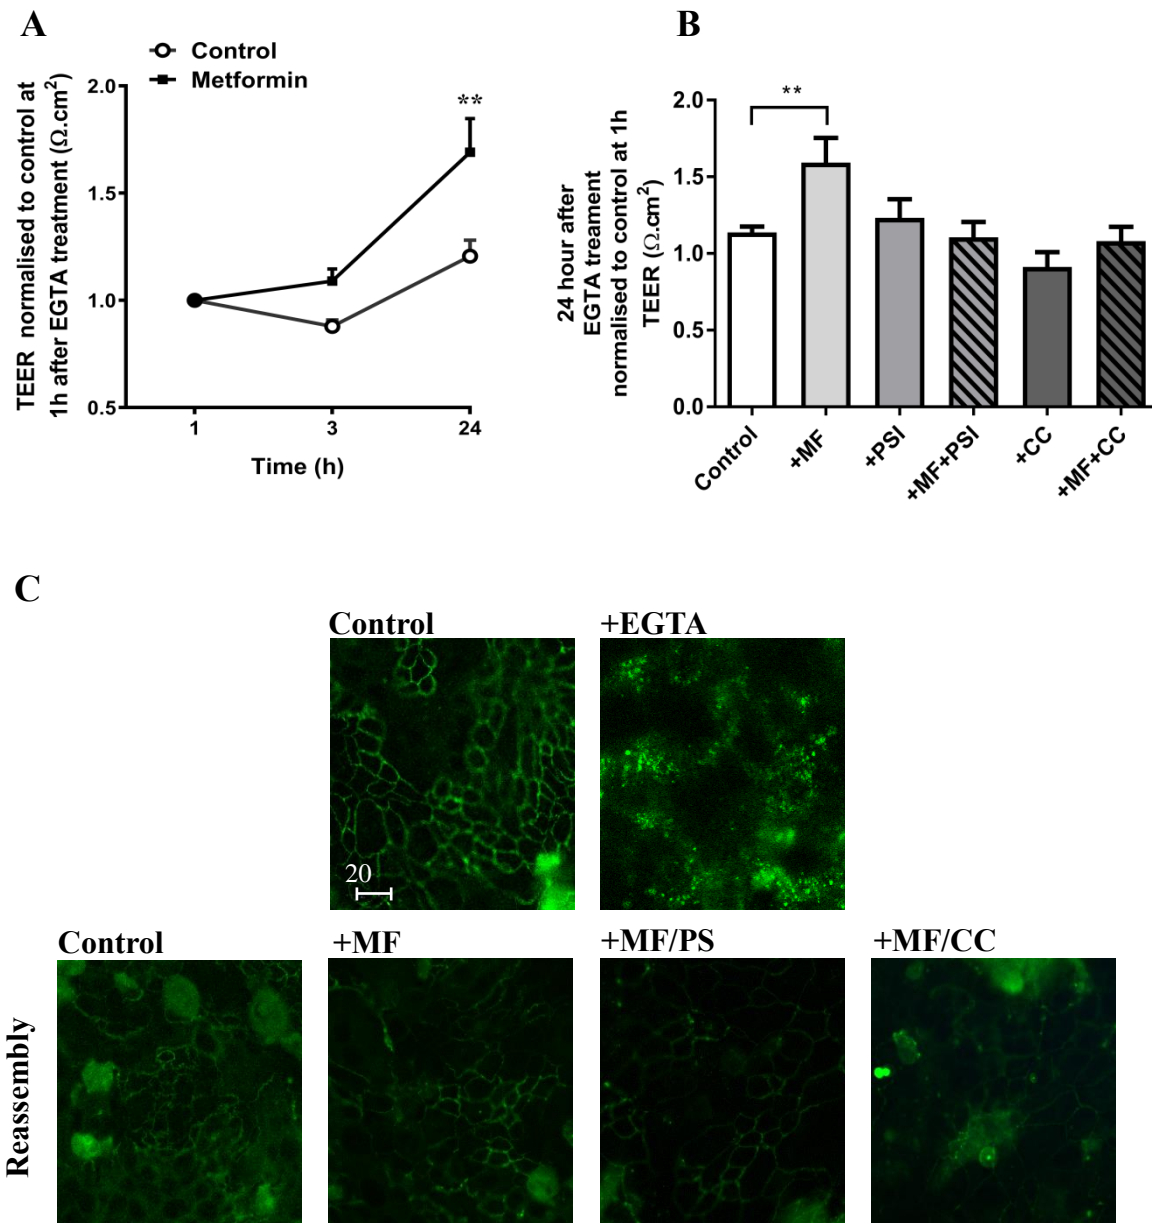 A
Control
Metformin
TEER normalised to control at
1h after EGTA treatment (Ω.cm²)
2.0
1.5
1.0
0.5
**
1
3
24
Time (h)
B
24 hour after
EGTA treament
normalised to control at 1h
TEER (Ω.cm²)
2.0
1.5
1.0
0.5
0.0
**
Control
+MF
+PSI
+MF+PSI
+CC
+MF+CC
C
Control
+EGTA
20
Reassembly
Control
+MF
+MF/PS
+MF/CC